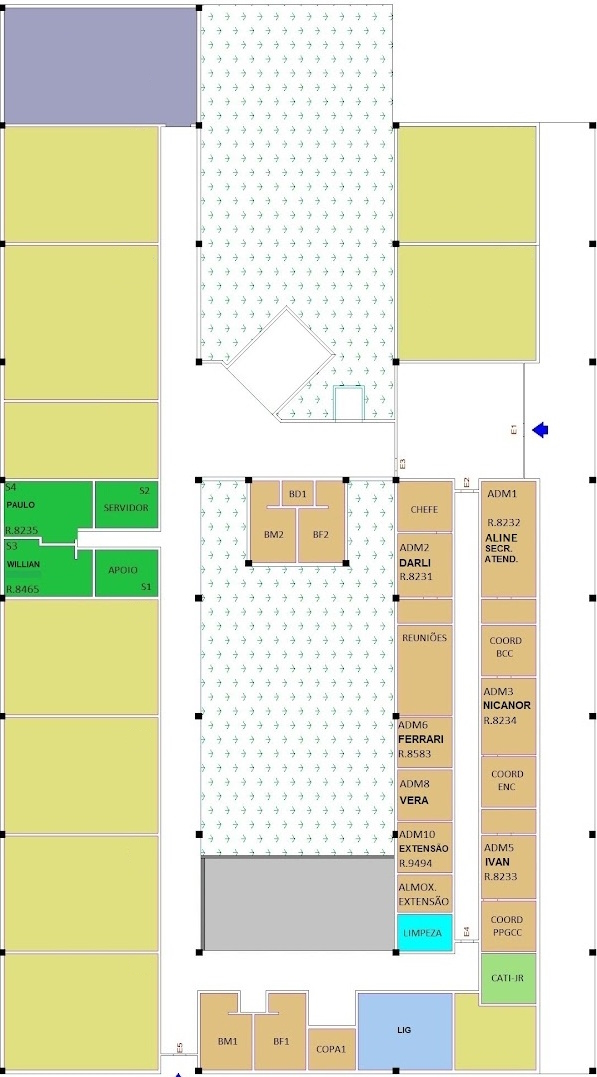 E1
E3
E2
S4
S2
PAULO
SERVIDOR
R.8235
S3
WILLIAN
APOIO
R.8465
S1
BD1
BM2
BF2
CHEFE
ADM1
R.8232
ALINE
SECR.
ATEND.
ADM2
DARLI
R.8231
REUNIÕES
COORD
BCC
ADM3
NICANOR
R.8234
ADM6
FERRARI
R.8583
COORD
ENC
ADM8
VERA
ADM10
EXTENSÃO
R.9494
ADM5
IVAN
R.8233
ALMOX.
EXTENSÃO
LIMPEZA
E4
COORD
PPGCC
CATI-JR
E5
BM1
BF1
COPA1
LIG